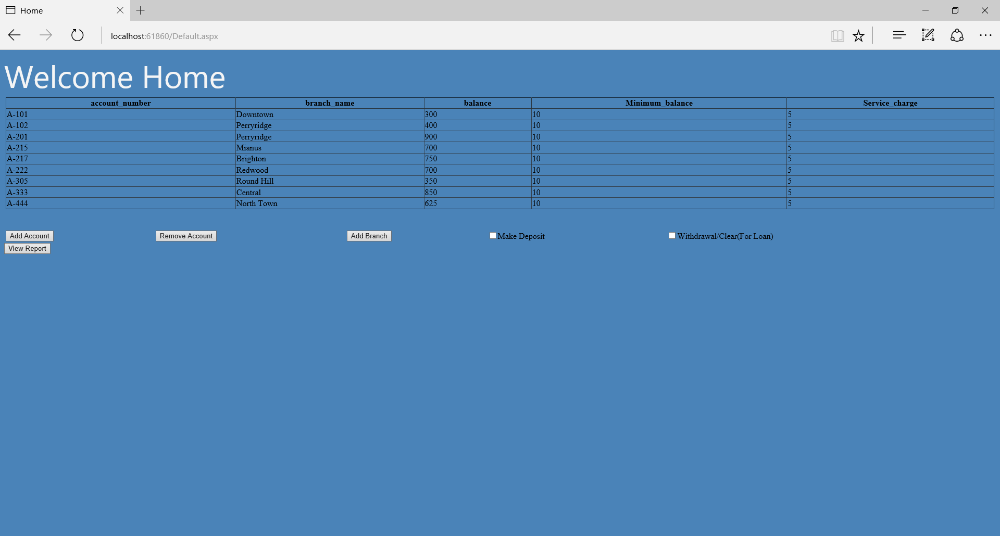 Home
localhost:61860/Default.aspx
Welcome Home
account_number branch_name balance Minimum_balance Service_charge
A-101 Downtown 300 10 5
A-102 Perryridge 400 10 5
A-201 Perryridge 900 10 5
A-215 Mianus 700 10 5
A-217 Brighton 750 10 5
A-222 Redwood 700 10 5
A-305 Round Hill 350 10 5
A-333 Central 850 10 5
A-444 North Town 625 10 5
Add Account Remove Account Add Branch Make Deposit Withdrawal/Clear(For Loan)
View Report